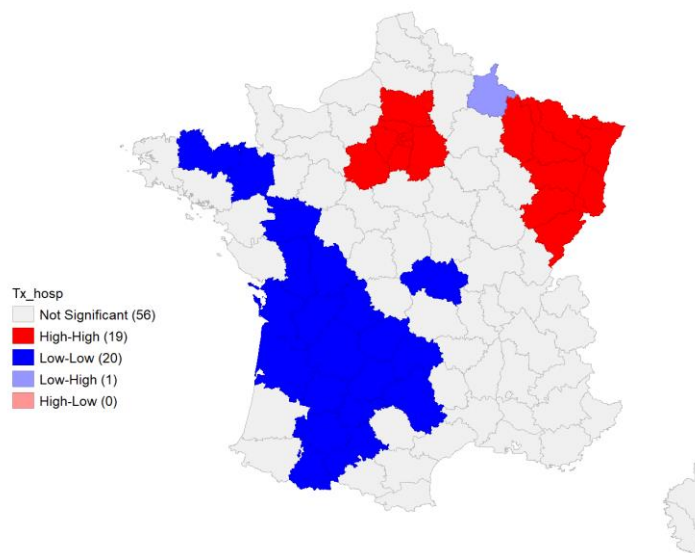 Tx_hosp
Not Significant (56)
High-High (19)
Low-Low (20)
Low-High (1)
High-Low (0)